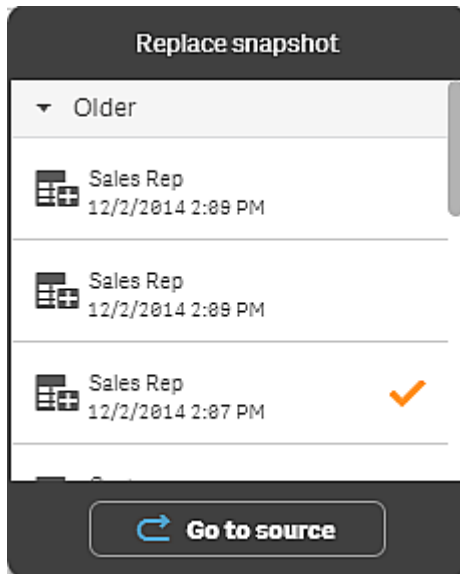 Replace snapshot
Older
Sales Rep
12/2/2014 2:09 PM
Sales Rep
12/2/2014 2:09 PM
Sales Rep
12/2/2014 2:07 PM
Go to source